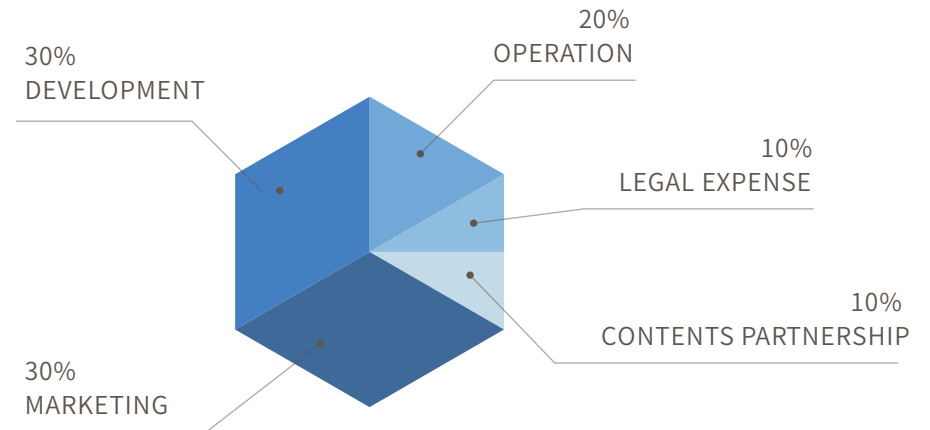 20%
OPERATION
30%
DEVELOPMENT
10%
LEGAL EXPENSE
10%
CONTENTS PARTNERSHIP
30%
MARKETING